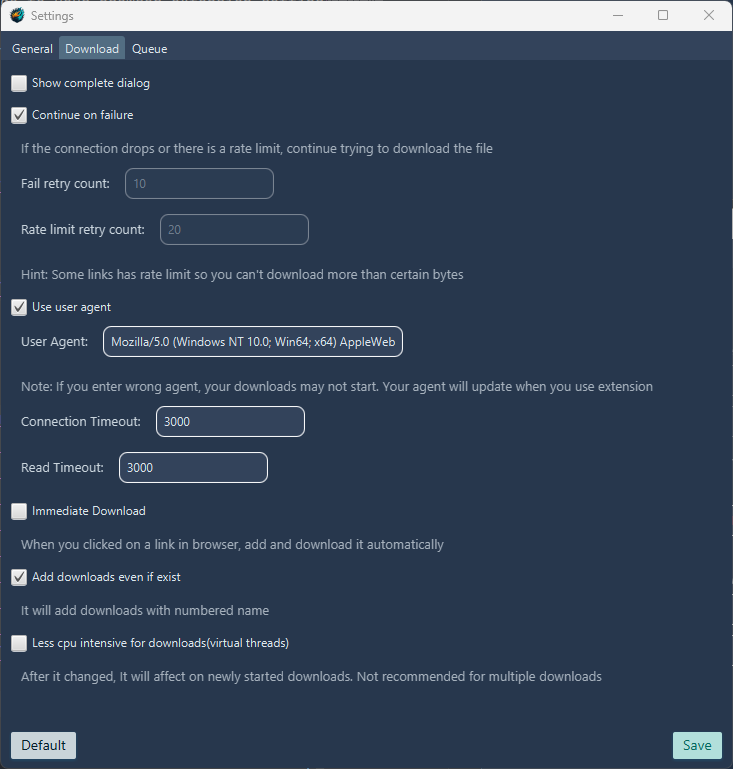 Settings
General Download Queue
Show complete dialog
Continue on failure
If the connection drops or there is a rate limit, continue trying to download the file
Fail retry count: 10
Rate limit retry count: 20
Hint: Some links has rate limit so you can't download more than certain bytes
Use user agent
User Agent: Mozilla/5.0 (Windows NT 10.0; Win64; x64) AppleWeb
Note: If you enter wrong agent, your downloads may not start. Your agent will update when you use extension
Connection Timeout: 3000
Read Timeout: 3000
Immediate Download
When you clicked on a link in browser, add and download it automatically
Add downloads even if exist
It will add downloads with numbered name
Less cpu intensive for downloads(virtual threads)
After it changed, It will affect on newly started downloads. Not recommended for multiple downloads
Default Save